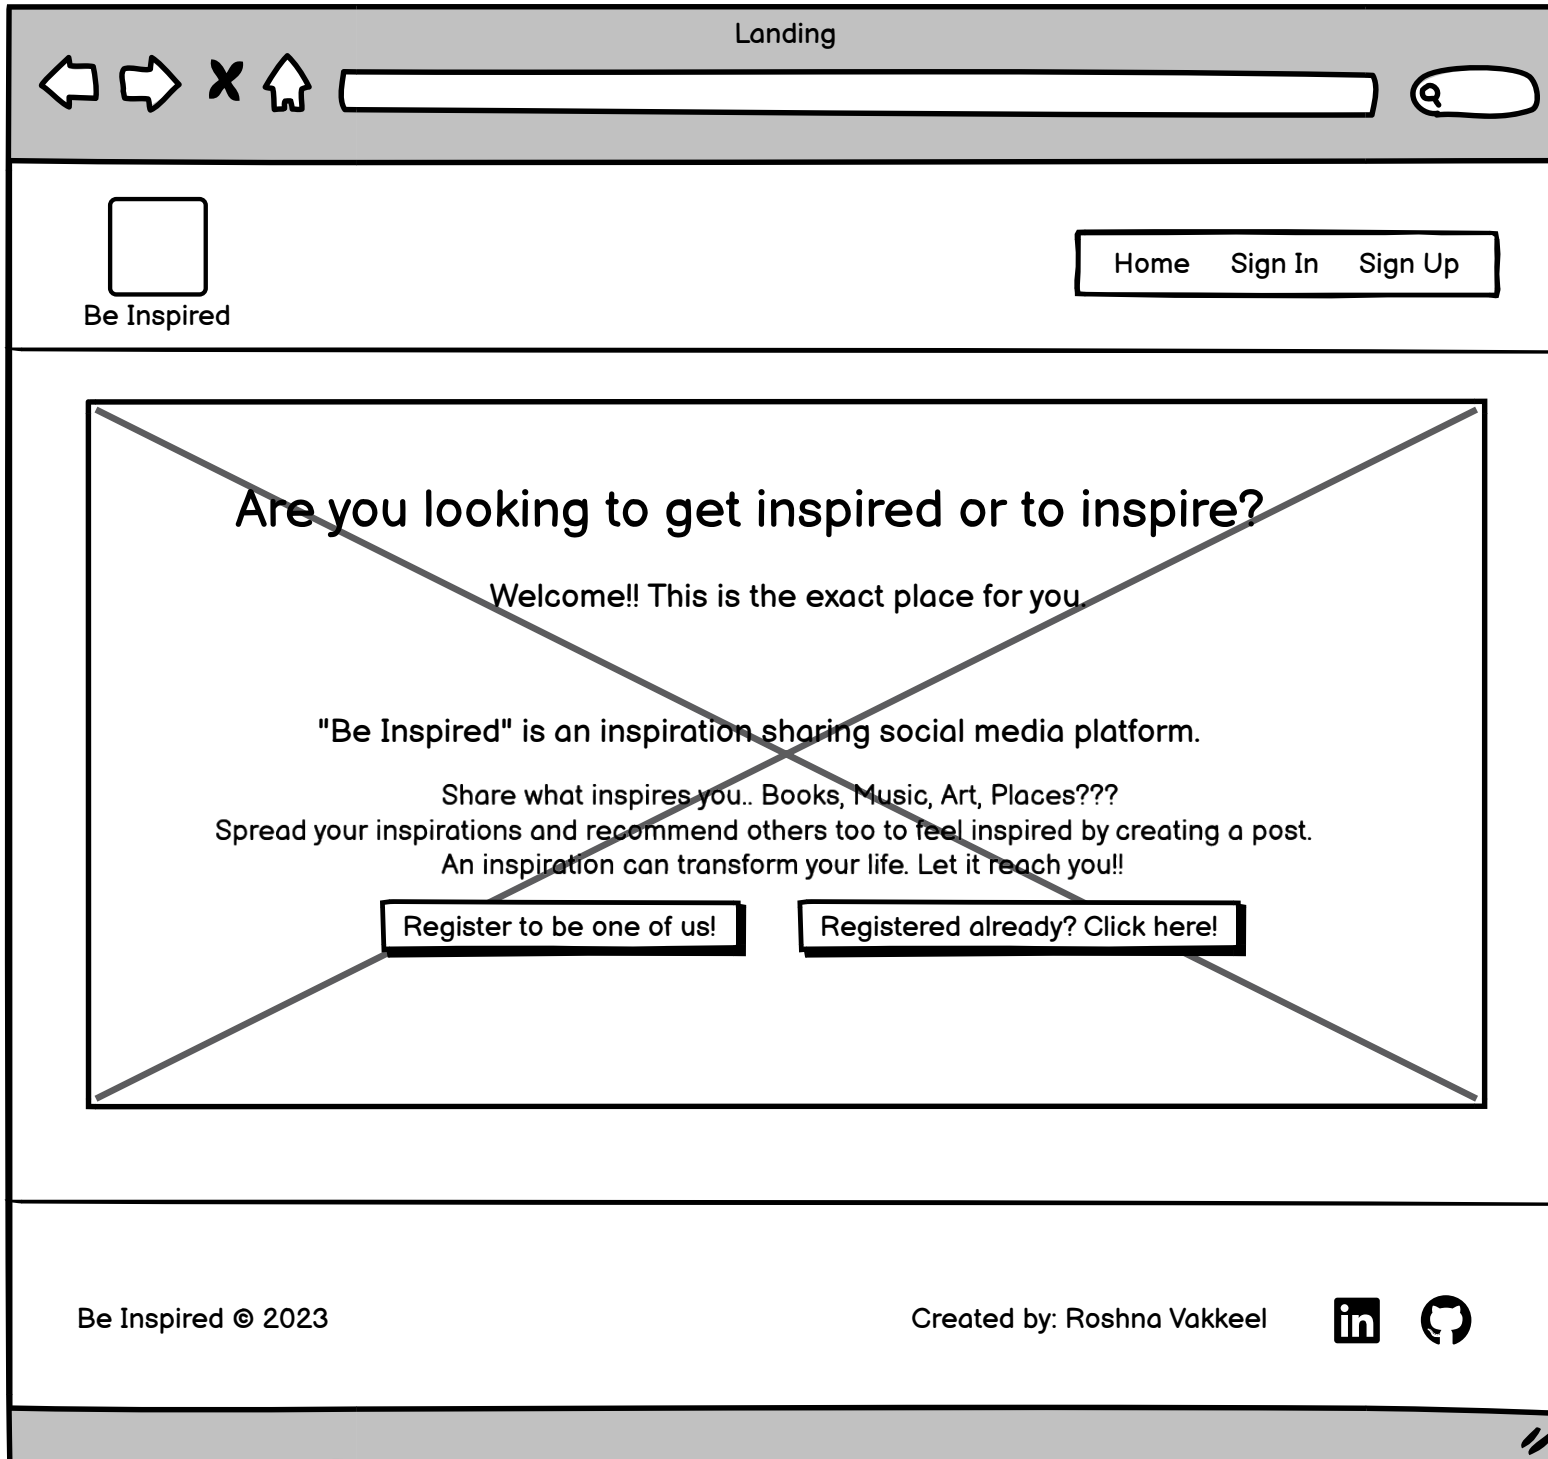 Landing
Home Sign In Sign Up
Be Inspired
Are you looking to get inspired or to inspire?
Welcome!! This is the exact place for you.
"Be Inspired" is an inspiration sharing social media platform.
Share what inspires you.. Books, Music, Art, Places???
Spread your inspirations and recommend others too to feel inspired by creating a post.
An inspiration can transform your life. Let it reach you!!
Register to be one of us! Registered already? Click here!
Be Inspired © 2023 Created by: Roshna Vakkeel in